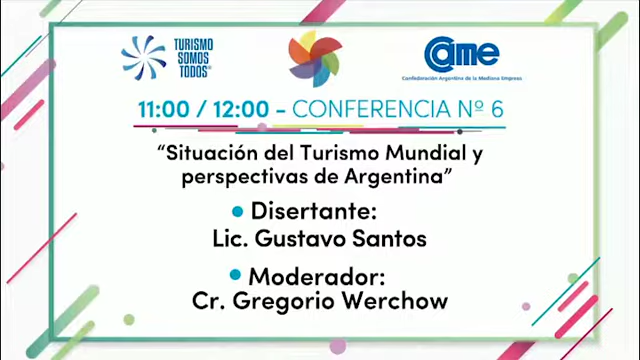 TURISMO
SOMOS
TODOS®
came
Confederación Argentina de la Mediana Empresa
11:00 / 12:00 – CONFERENCIA Nº 6
“Situación del Turismo Mundial y
perspectivas de Argentina”
Disertante:
Lic. Gustavo Santos
Moderador:
Cr. Gregorio Werchow